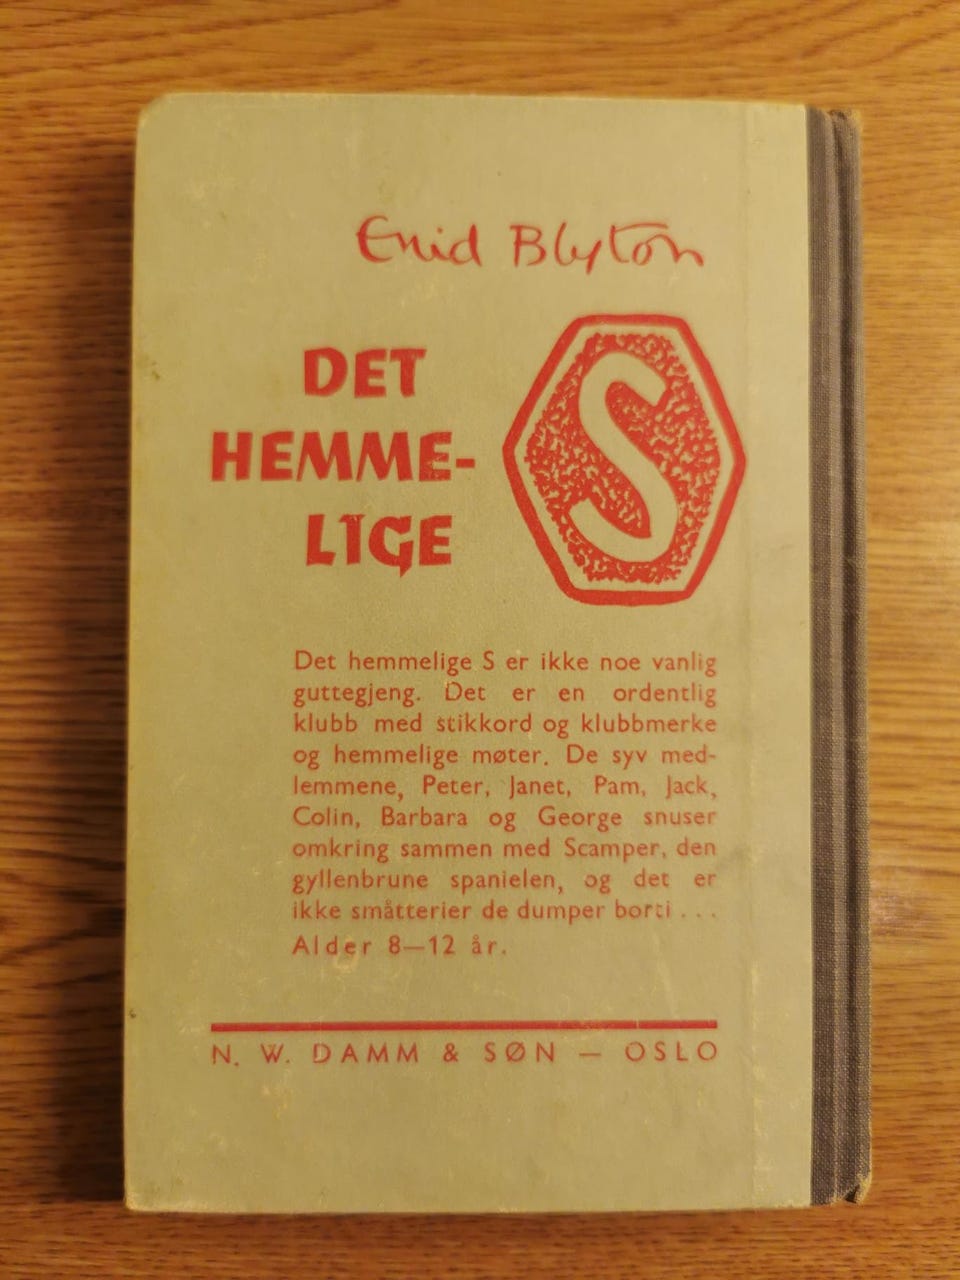 Enid Blyton
DET
HEMME-
LIGE
S
Det hemmelige S er ikke noe vanlig
guttegjeng. Det er en ordentlig
klubb med stikkord og klubbmerke
og hemmelige møter. De syv med-
lemmene, Peter, Janet, Pam, Jack,
Colin, Barbara og George snuser
omkring sammen med Scamper, den
gyllenbrune spanielen, og det er
ikke småtterier de dumper borti . . .
Alder 8—12 år.
N. W. DAMM & SØN — OSLO